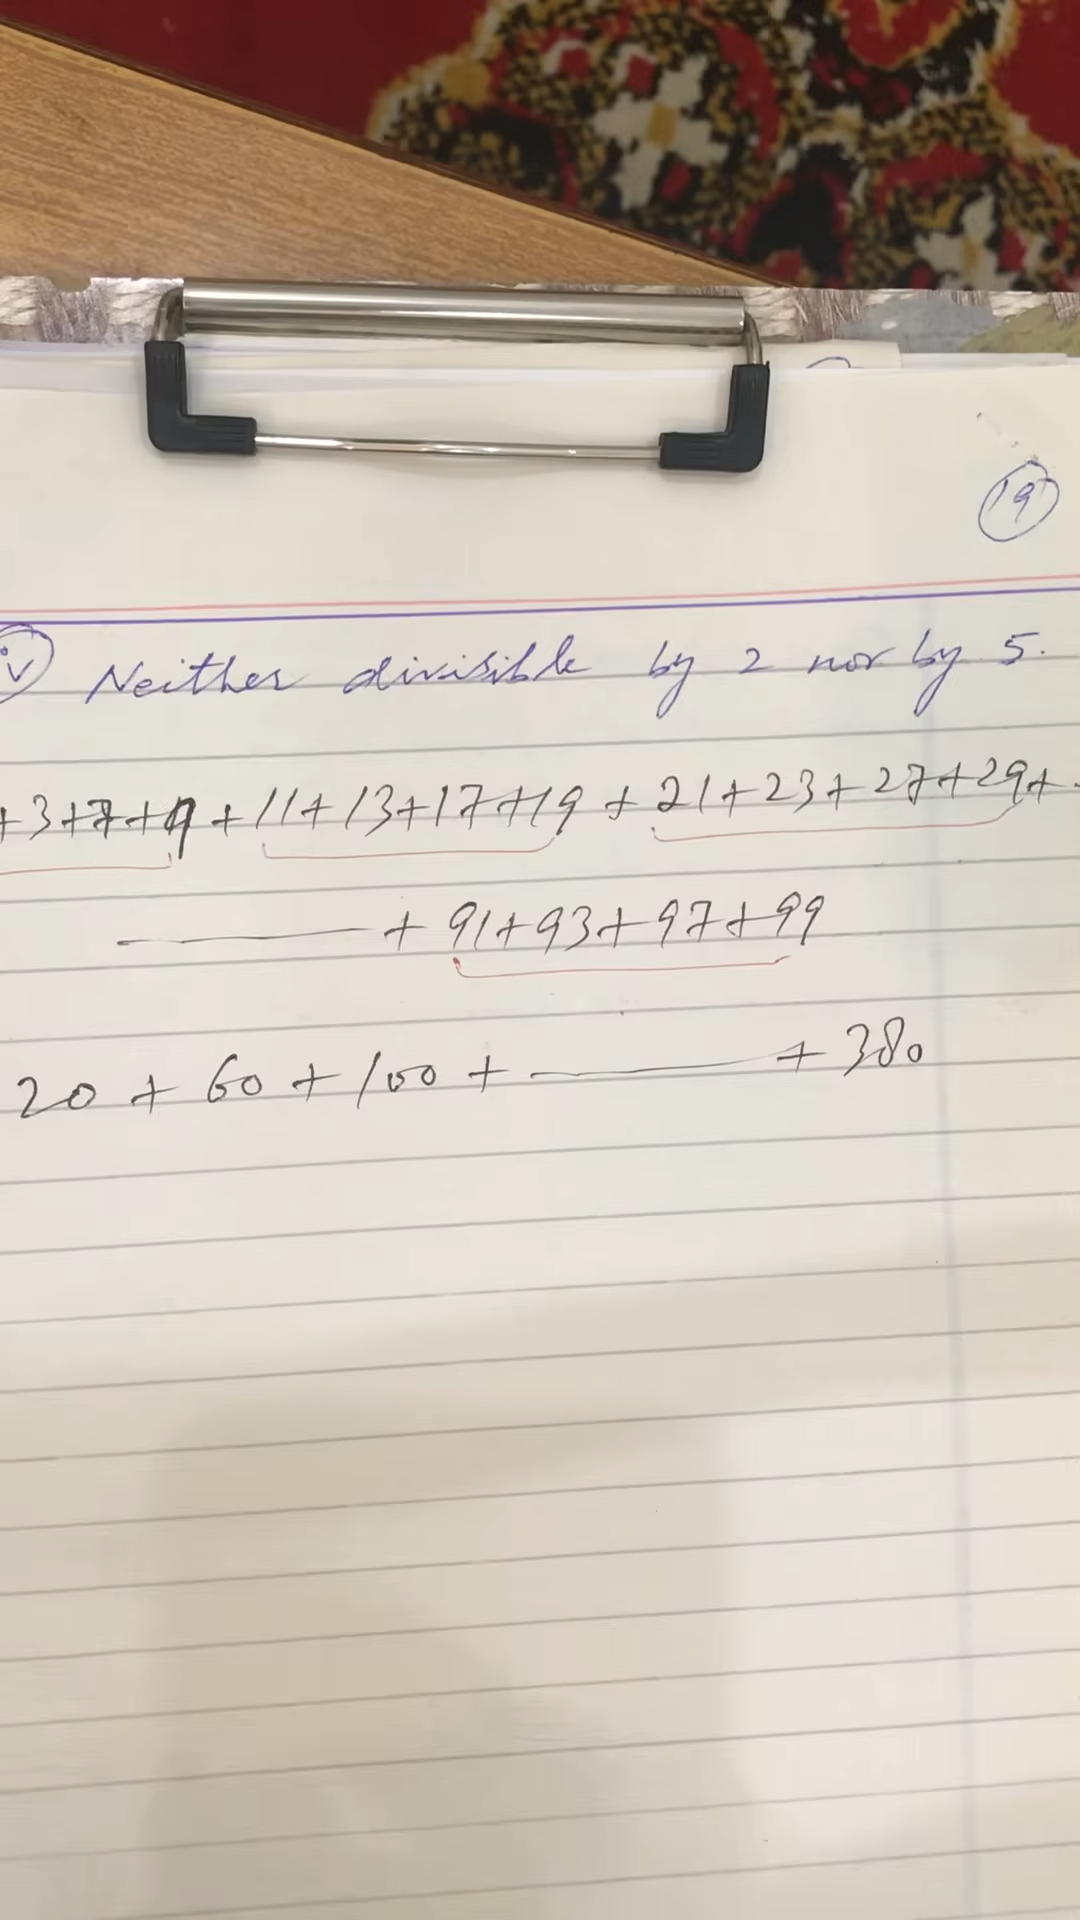 19
iv) Neither divisible by 2 nor by 5.
+3+7+9+11+13+17+19+21+23+27+29+
——— + 91+93+97+99
20 + 60 + 100 + ——— + 380